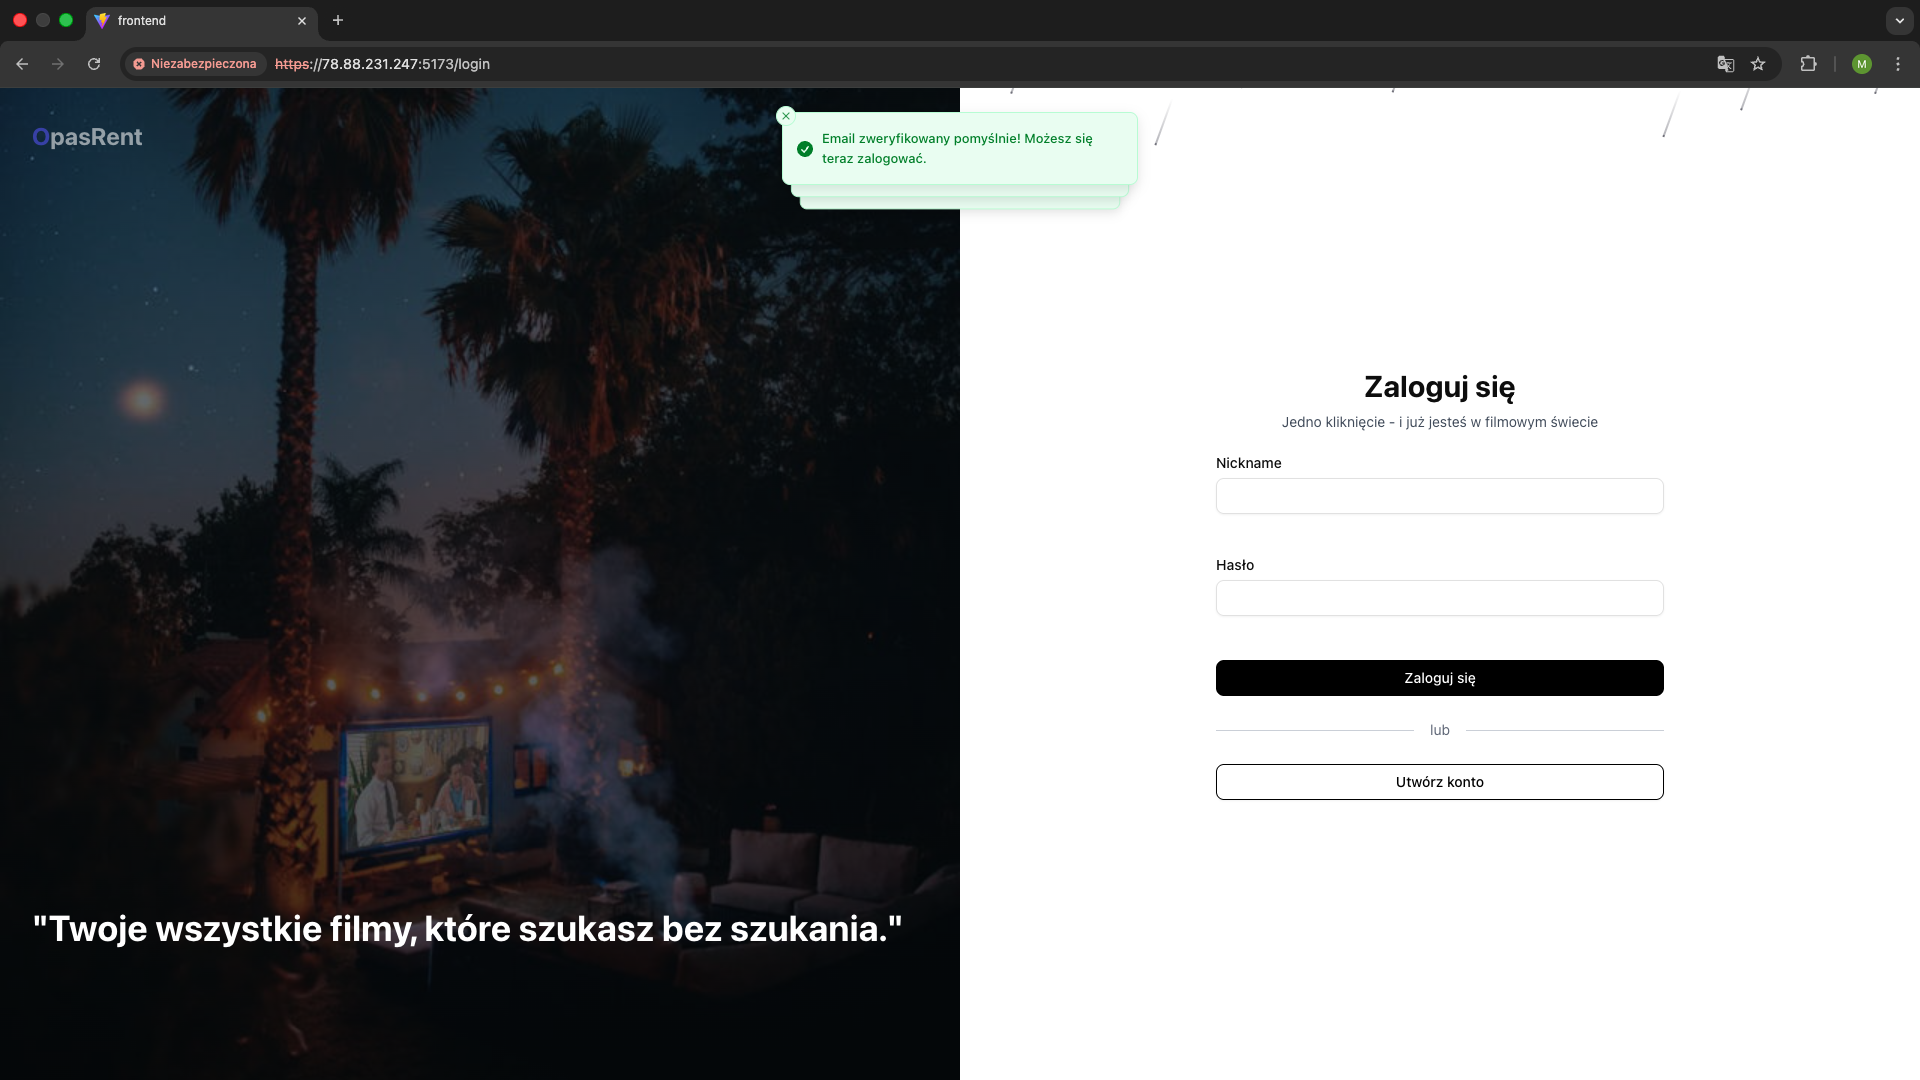 frontend
Niezabezpieczona
https://78.88.231.247:5173/login
M
OpasRent
Email zweryfikowany pomyślnie! Możesz się
teraz zalogować.
"Twoje wszystkie filmy, które szukasz bez szukania."
Zaloguj się
Jedno kliknięcie - i już jesteś w filmowym świecie
Nickname
Hasło
Zaloguj się
lub
Utwórz konto